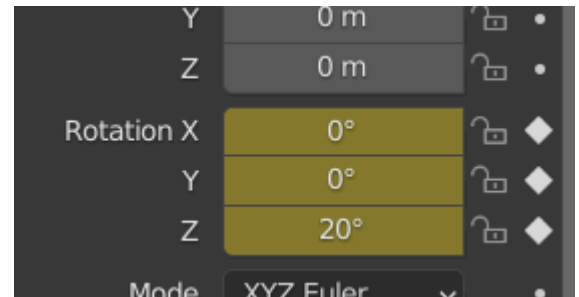 Y 0 m
Z 0 m
Rotation X 0°
Y 0°
Z 20°
Mode XYZ Euler